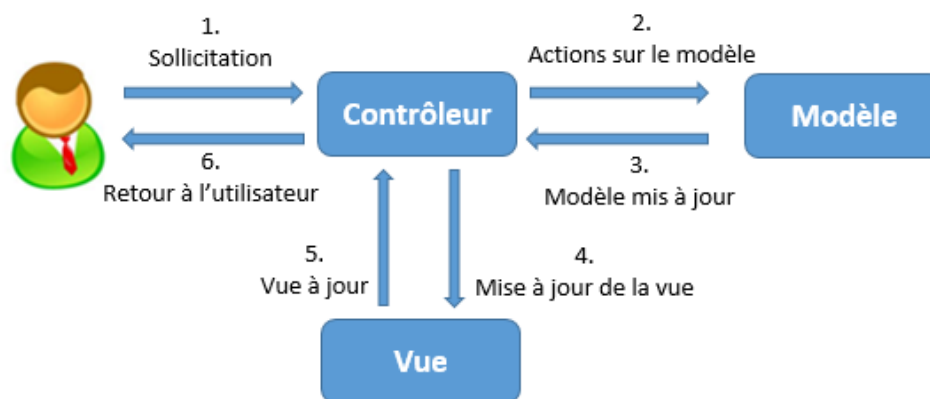 1.
Sollicitation
2.
Actions sur le modèle
Contrôleur
Modèle
6.
Retour à l’utilisateur
3.
Modèle mis à jour
5.
Vue à jour
4.
Mise à jour de la vue
Vue